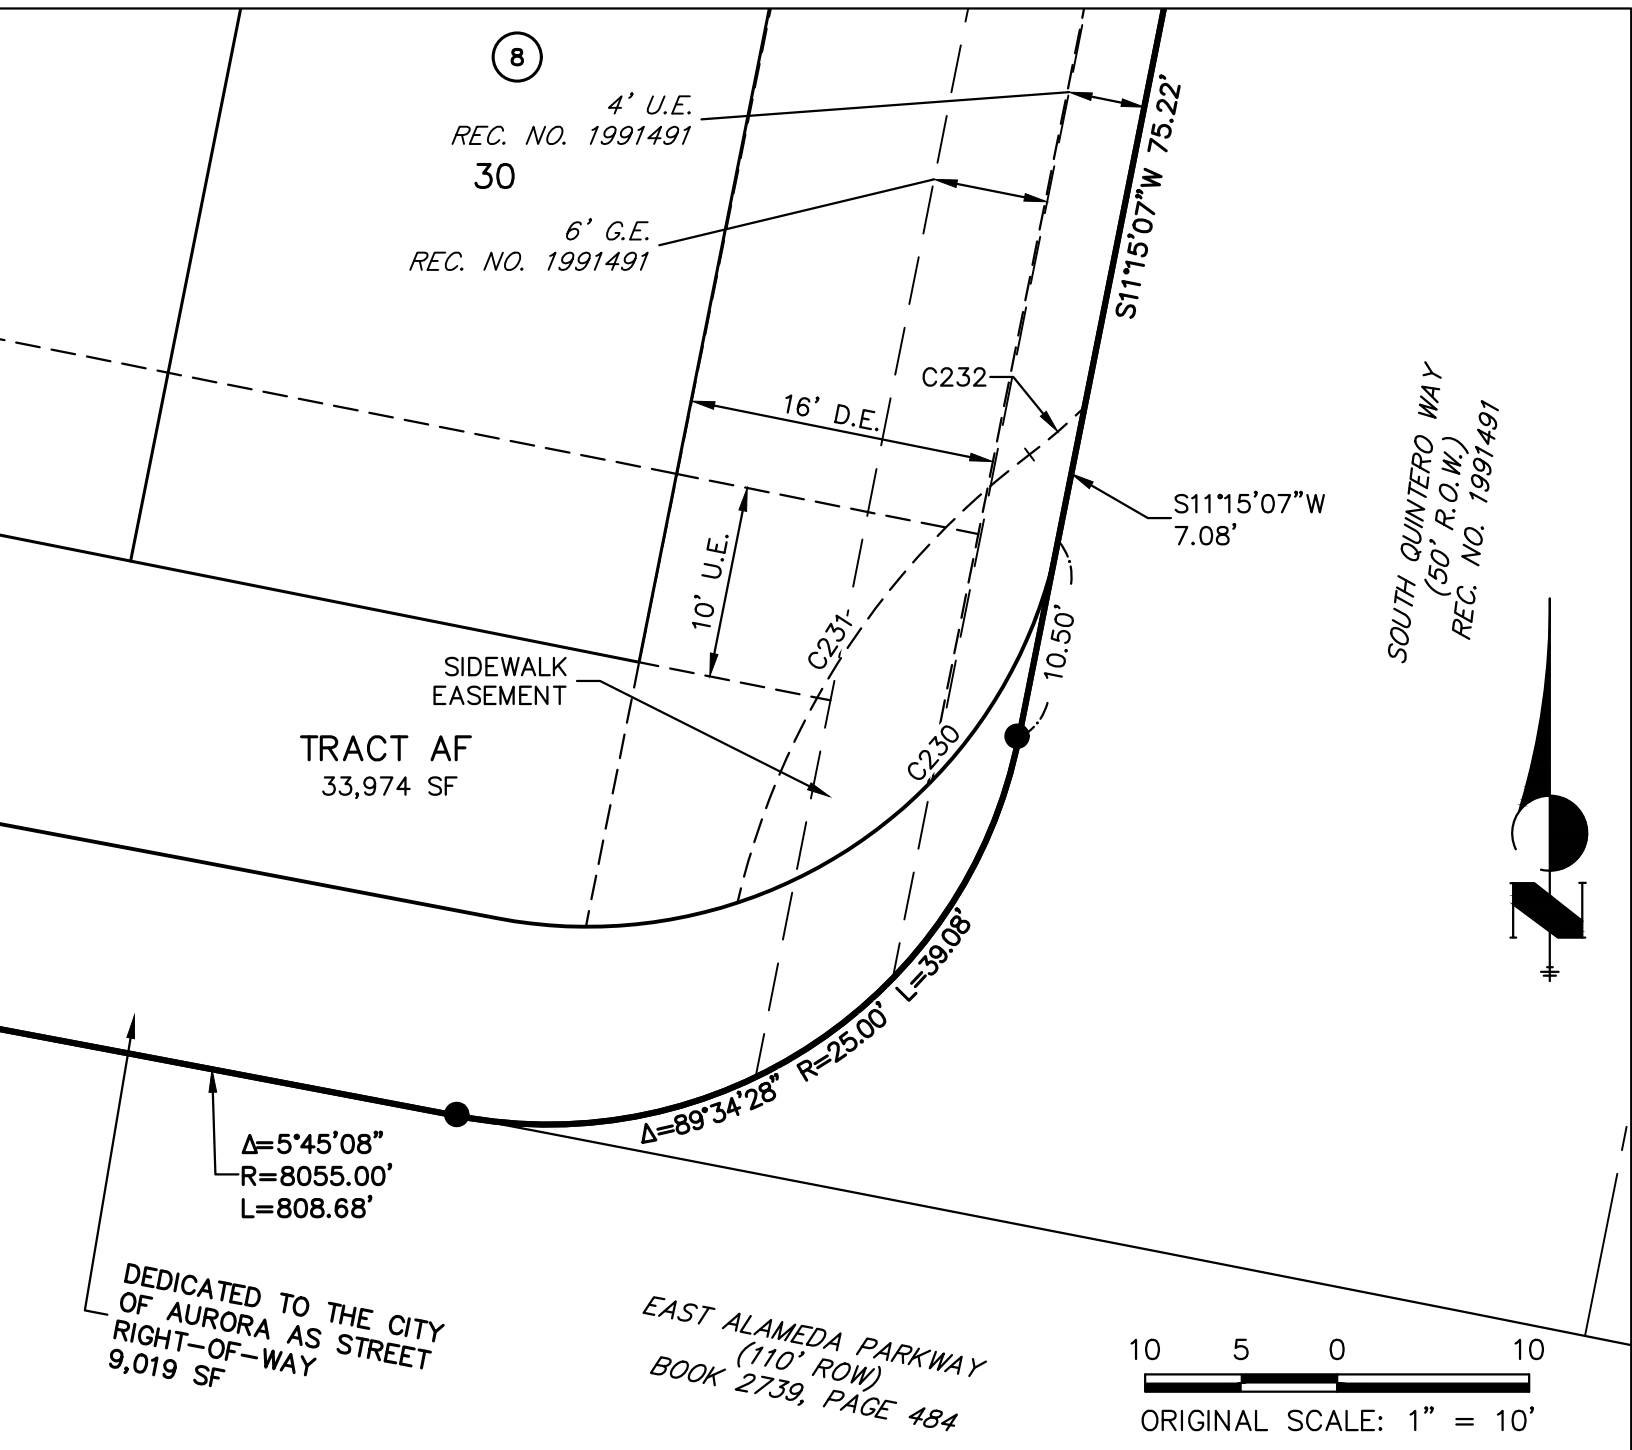 8
4' U.E.
REC. NO. 1991491
30
6' G.E.
REC. NO. 1991491
S11°15'07"W 75.22'
C232
16' D.E.
S11°15'07"W
7.08'
SOUTH QUINTERO WAY
(50' R.O.W.)
REC. NO. 1991491
10' U.E.
C231
10.50'
SIDEWALK
EASEMENT
C230
TRACT AF
33,974 SF
N
Δ=89°34'28" R=25.00' L=39.08'
Δ=5°45'08"
R=8055.00'
L=808.68'
DEDICATED TO THE CITY
OF AURORA AS STREET
RIGHT-OF-WAY
9,019 SF
EAST ALAMEDA PARKWAY
(110' ROW)
BOOK 2739, PAGE 484
10 5 0 10
ORIGINAL SCALE: 1" = 10'